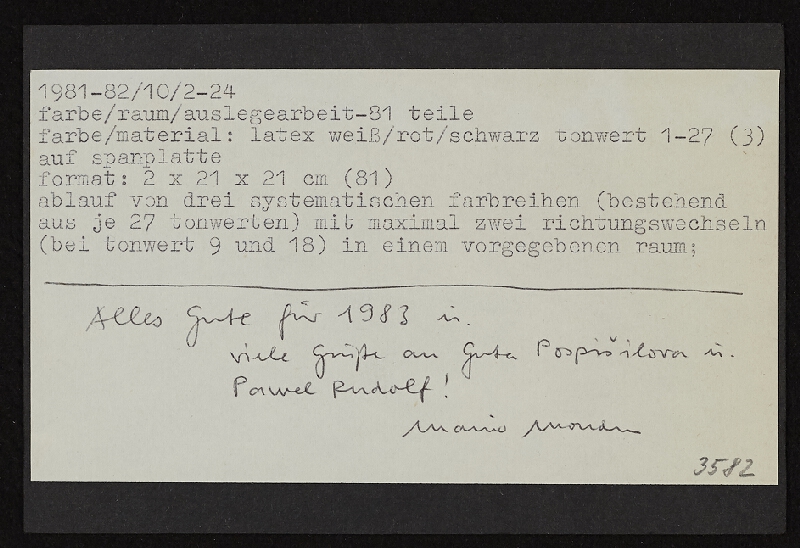 1981-82/10/2-24
farbe/raum/auslegearbeit-81 teile
farbe/material: latex weiß/rot/schwarz tonwert 1-27 (3)
auf spanplatte
format: 2 x 21 x 21 cm (81)
ablauf von drei systematischen farbreihen (bestehend
aus je 27 tonwerten) mit maximal zwei richtungswechseln
(bei tonwert 9 und 18) in einem vorgegebenen raum;
Alles Gute für 1983 u.
viele Grüße an Guta Pospišilova u.
Pawel Rudolf!
3582